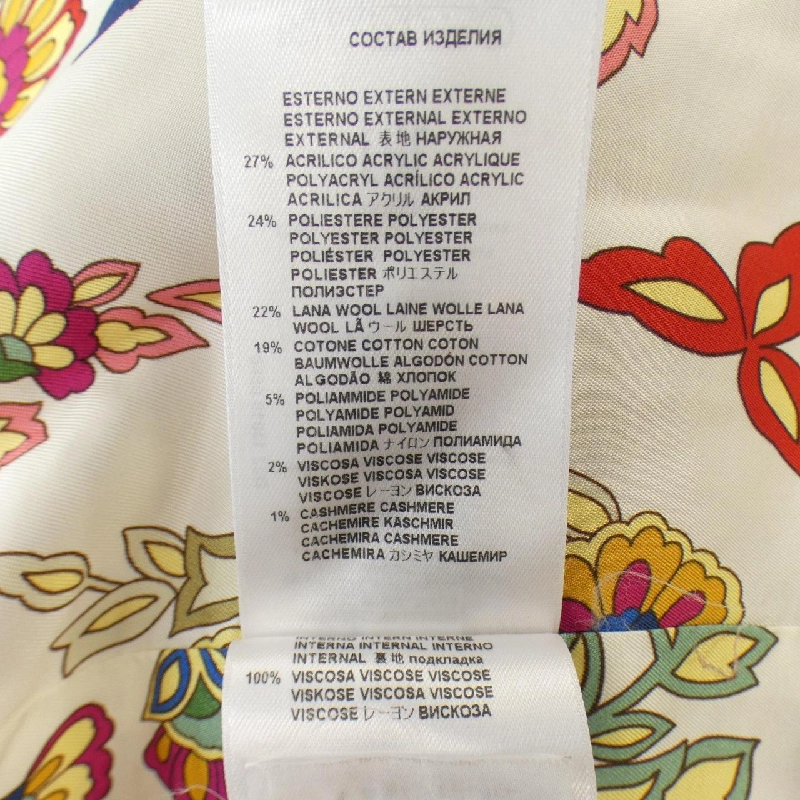 СОСТАВ ИЗДЕЛИЯ
ESTERNO EXTERN EXTERNE
ESTERNO EXTERNAL EXTERNO
EXTERNAL 表地 НАРУЖНАЯ
27% ACRILICO ACRYLIC ACRYLIQUE
POLYACRYL ACRÍLICO ACRYLIC
ACRILICA アクリル АКРИЛ
24% POLIESTERE POLYESTER
POLYESTER POLYESTER
POLIÉSTER POLYESTER
POLIESTER ポリエステル
ПОЛИЭСТЕР
22% LANA WOOL LAINE WOLLE LANA
WOOL LÃ ウール ШЕРСТЬ
19% COTONE COTTON COTON
BAUMWOLLE ALGODÓN COTTON
ALGODÃO 綿 ХЛОПОК
5% POLIAMMIDE POLYAMIDE
POLYAMIDE POLYAMID
POLIAMIDA POLYAMIDE
POLIAMIDA ナイロン ПОЛИАМИДА
2% VISCOSA VISCOSE VISCOSE
VISKOSE VISCOSA VISCOSE
VISCOSE レーヨン ВИСКОЗА
1% CASHMERE CASHMERE
CACHEMIRE KASCHMIR
CACHEMIRA CASHMERE
CACHEMIRA カシミヤ КАШЕМИР
INTERNO INTERN INTERNE
INTERNA INTERNAL INTERNO
INTERNAL 裏地 подкладка
100% VISCOSA VISCOSE VISCOSE
VISKOSE VISCOSA VISCOSE
VISCOSE レーヨン ВИСКОЗА